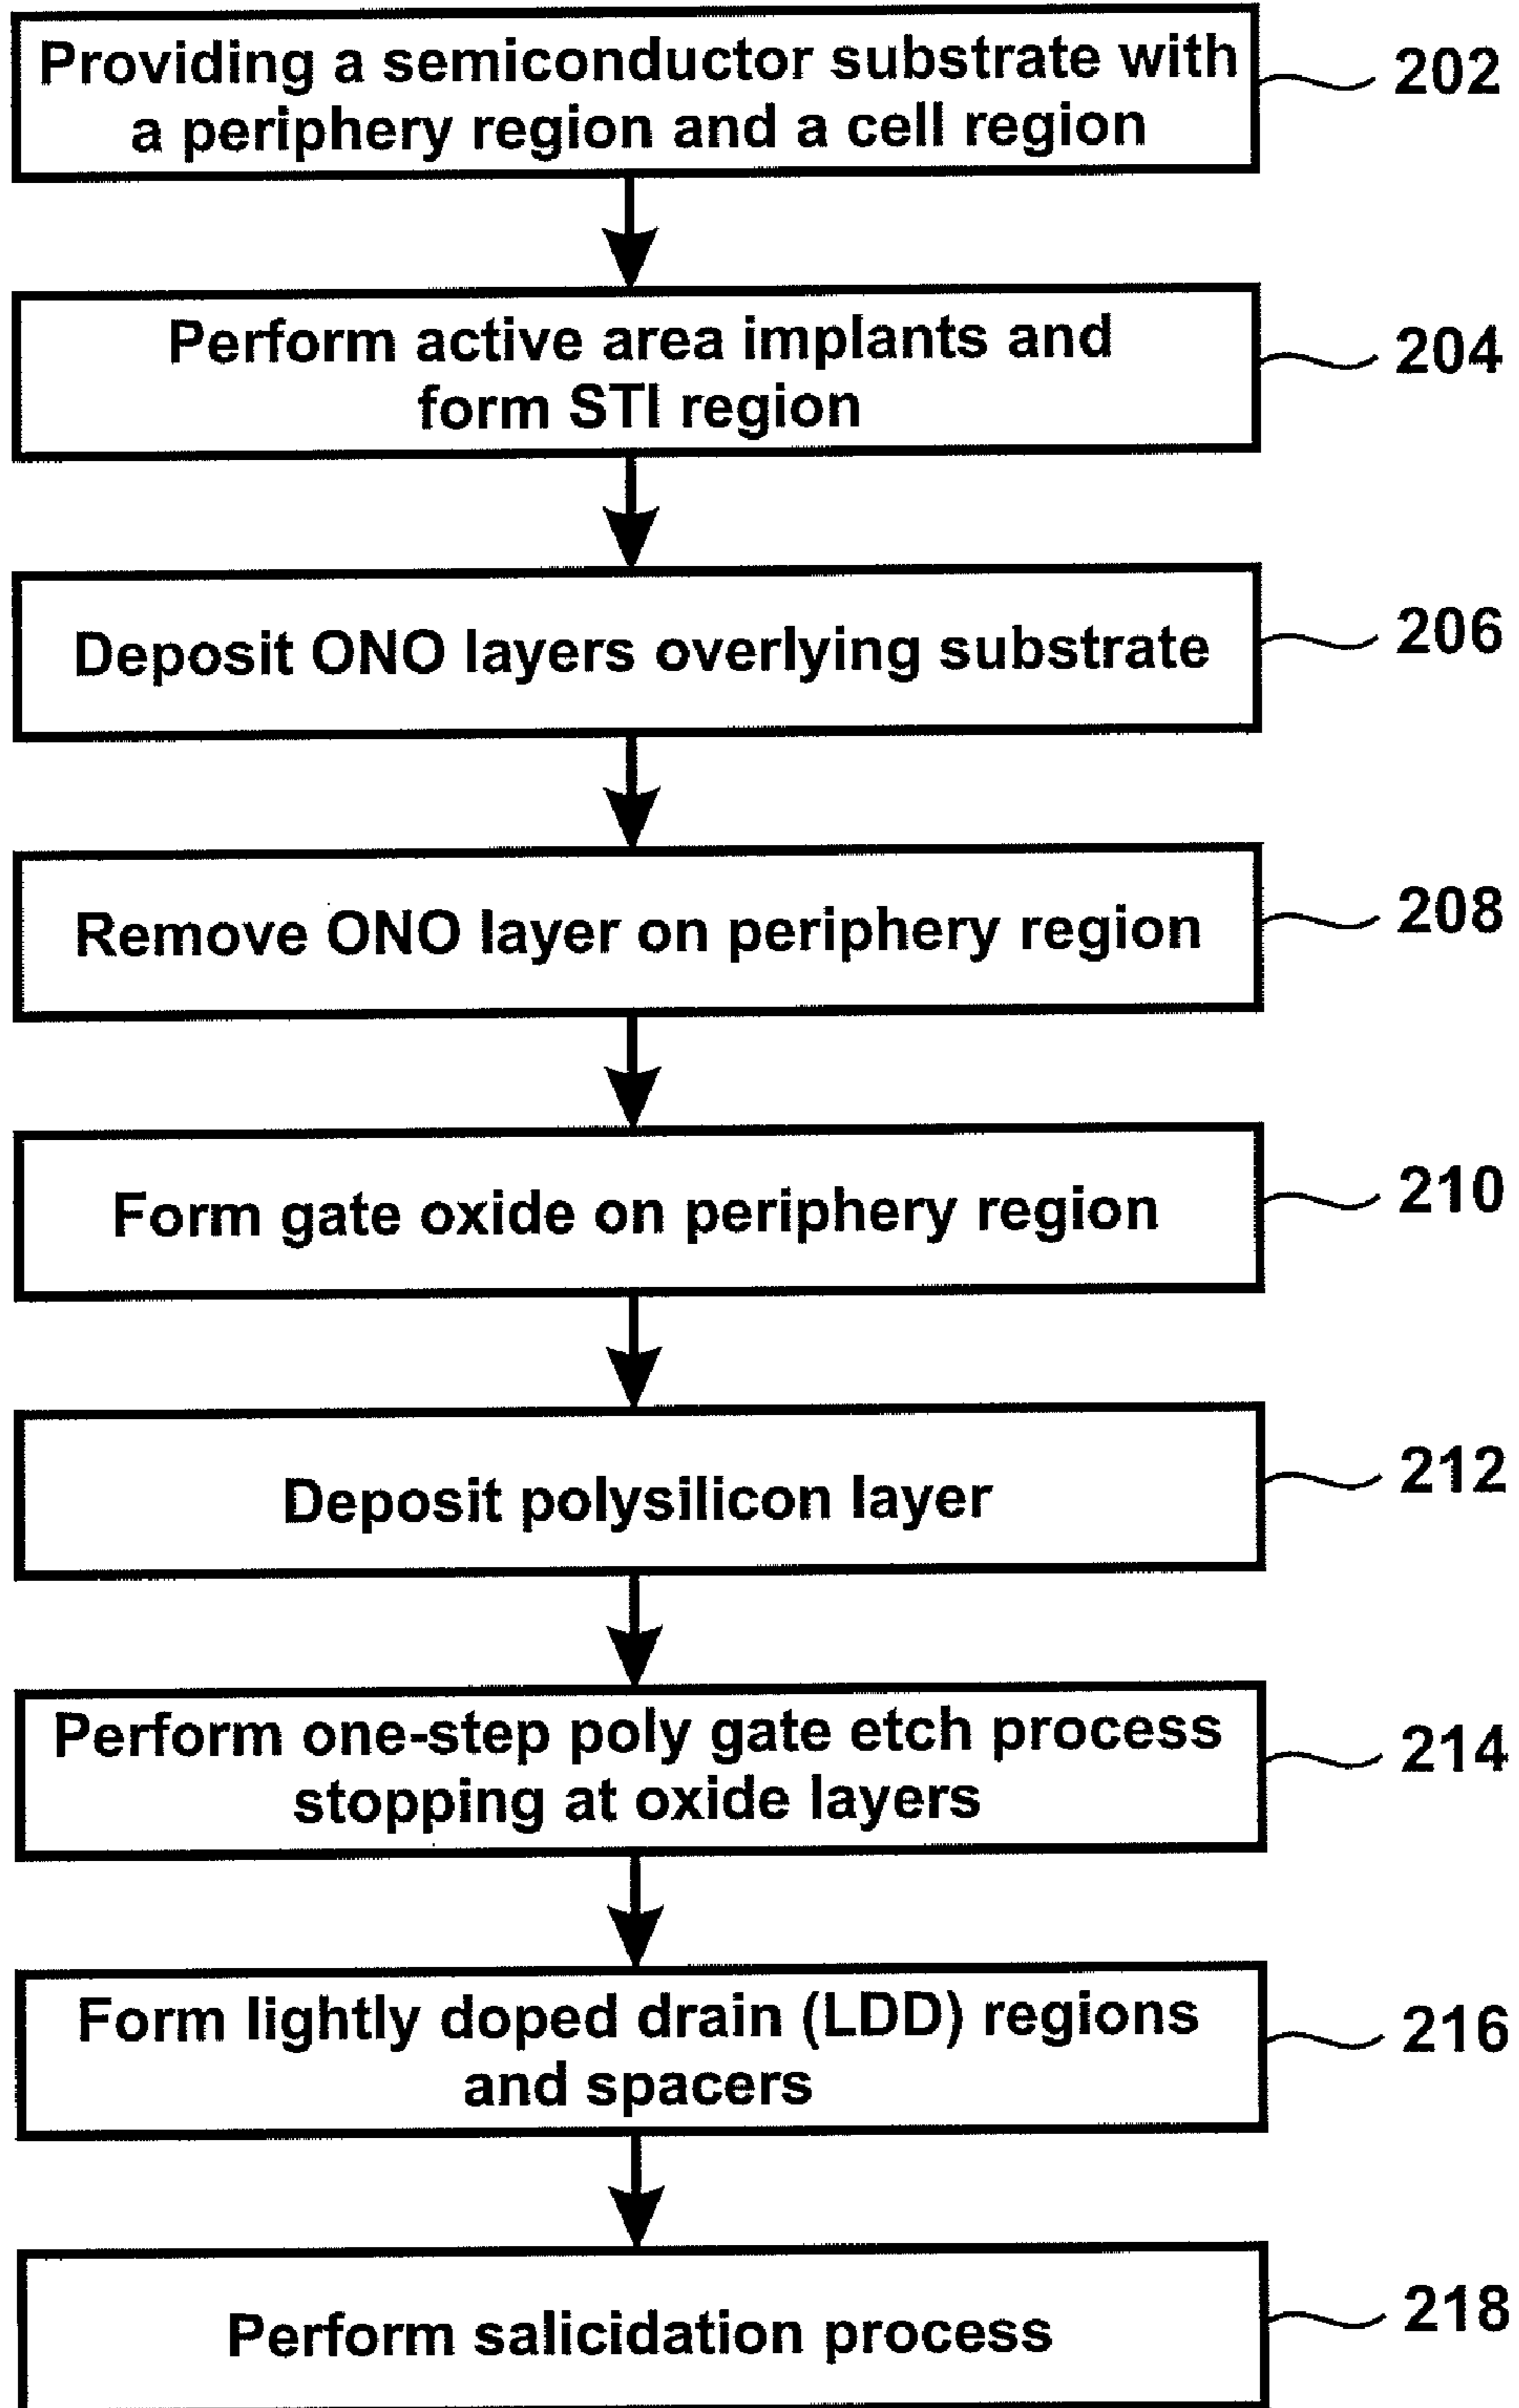 Providing a semiconductor substrate with
a periphery region and a cell region
202
Perform active area implants and
form STI region
204
Deposit ONO layers overlying substrate
206
Remove ONO layer on periphery region
208
Form gate oxide on periphery region
210
Deposit polysilicon layer
212
Perform one-step poly gate etch process
stopping at oxide layers
214
Form lightly doped drain (LDD) regions
and spacers
216
Perform salicidation process
218